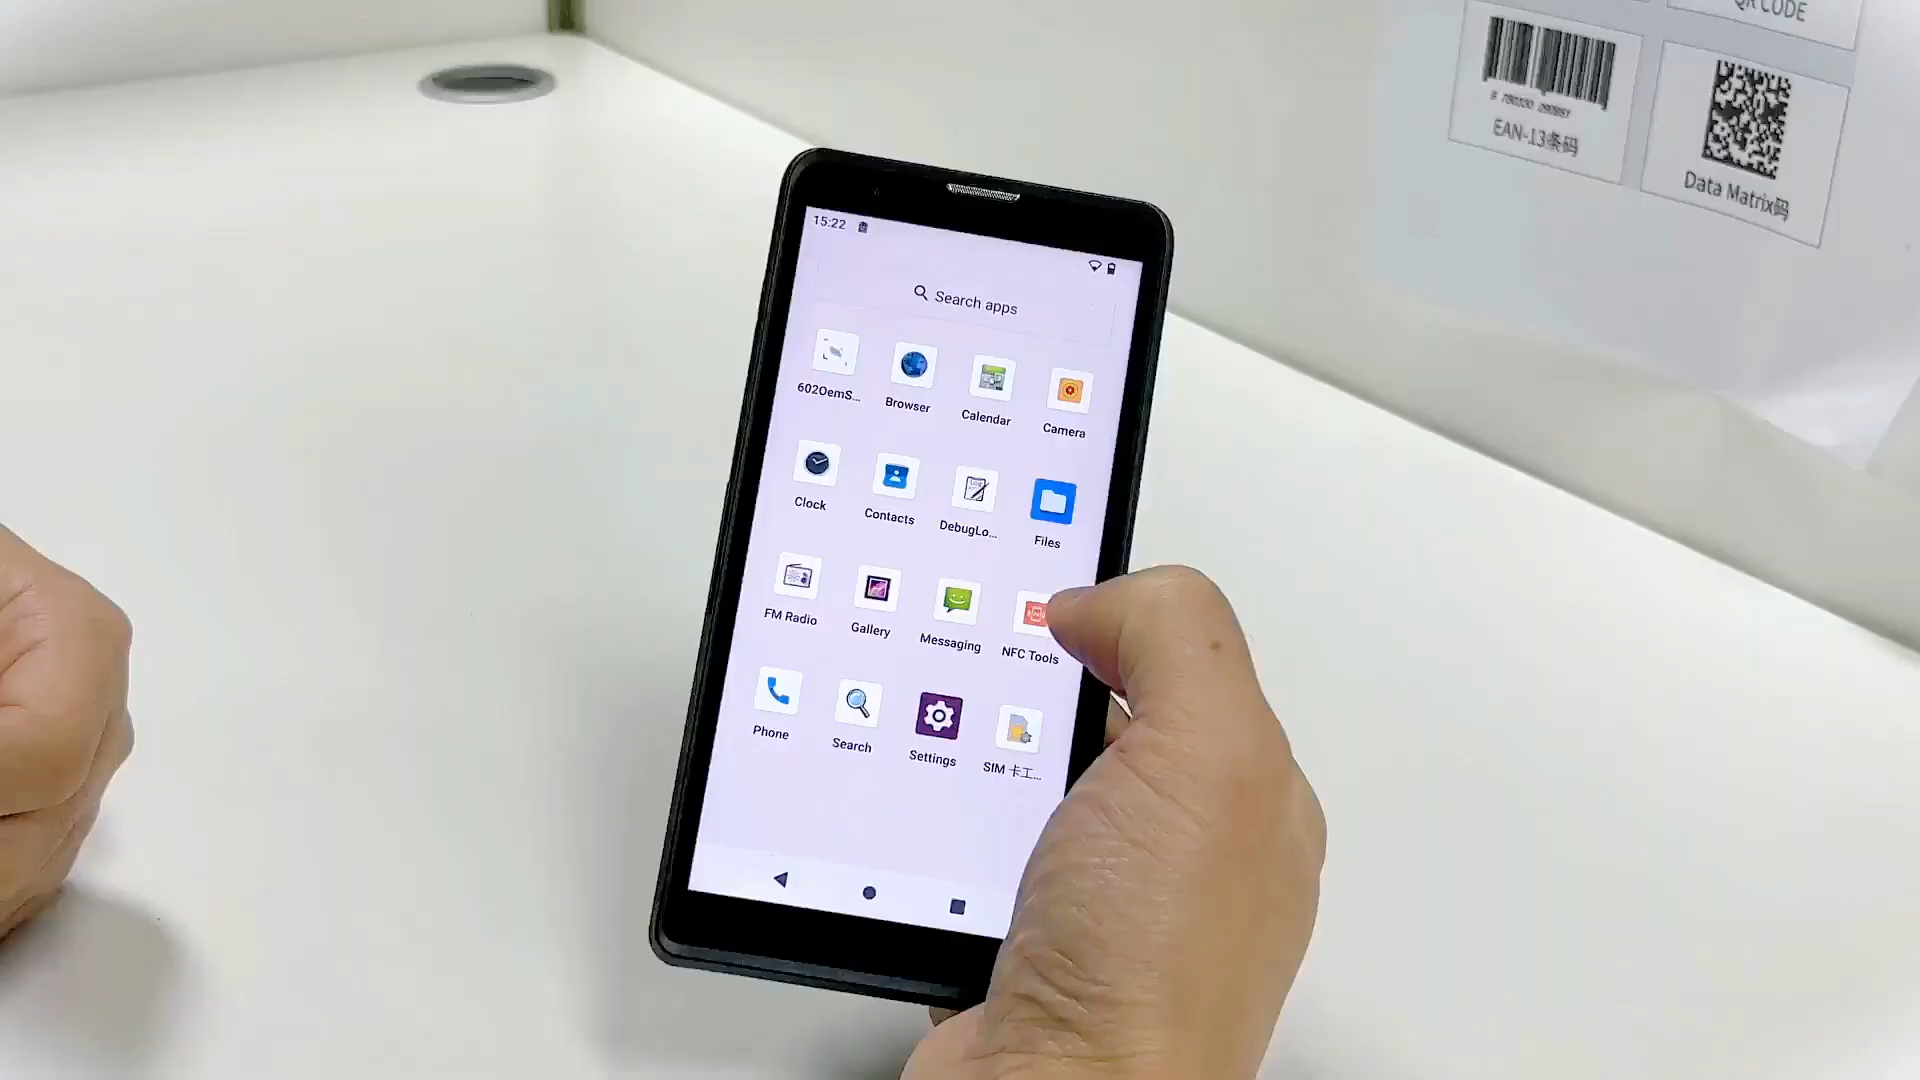 QR CODE
EAN-13条码
Data Matrix码
15:22
Search apps
602OemS...
Browser
Calendar
Camera
Clock
Contacts
DebugLo...
Files
FM Radio
Gallery
Messaging
NFC Tools
Phone
Search
Settings
SIM 卡工...